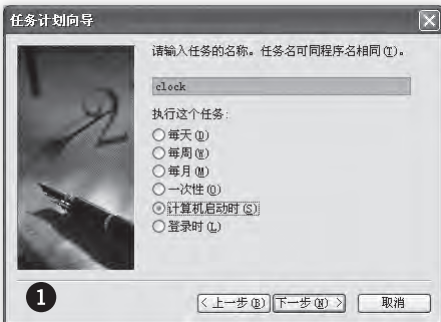 任务计划向导
请输入任务的名称。任务名可同程序名相同(T)。
clock
执行这个任务:
每天(D)
每周(W)
每月(M)
一次性(O)
计算机启动时(S)
登录时(L)
1
< 上一步(B) 下一步(N) > 取消